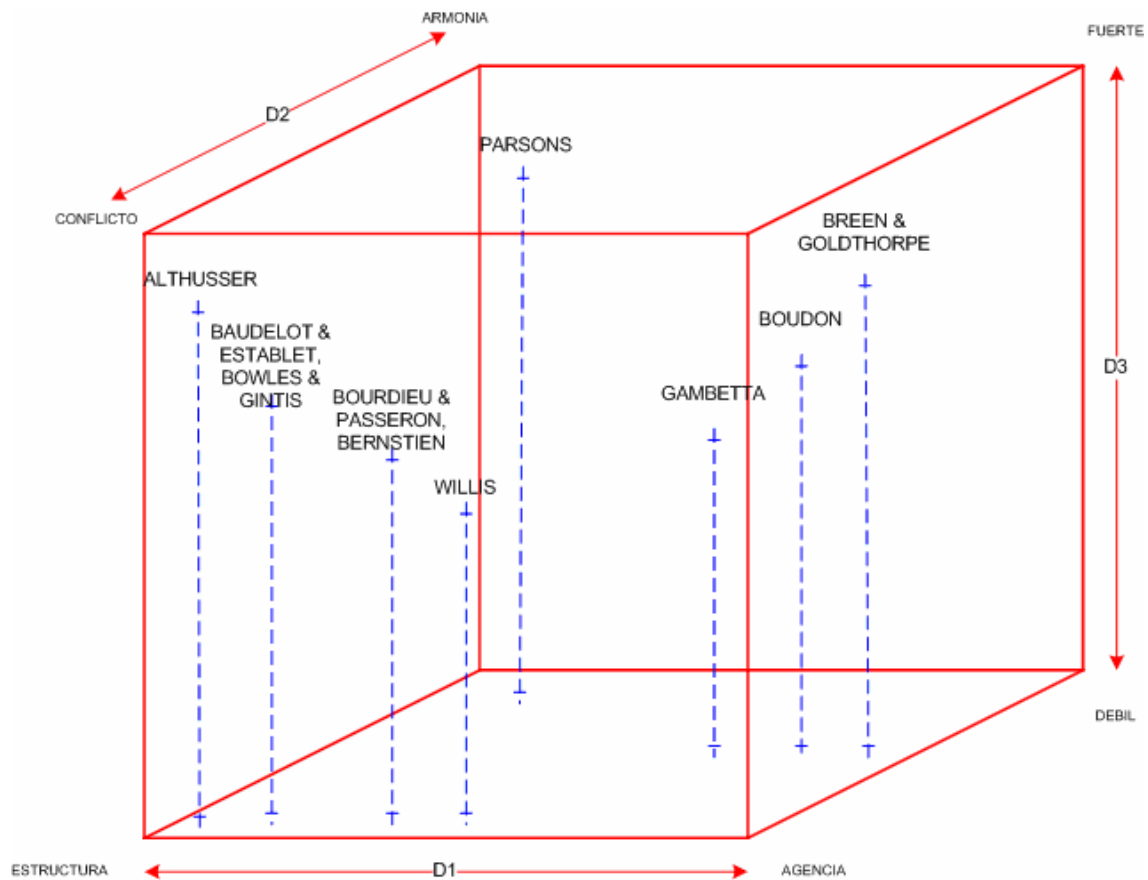 ARMONIA
FUERTE
D2
PARSONS
CONFLICTO
BREEN &
GOLDTHORPE
ALTHUSSER
BAUDELOT &
ESTABLET,
BOWLES &
GINTIS
BOUDON
D3
BOURDIEU &
PASSERON,
BERNSTIEN
GAMBETTA
WILLIS
DEBIL
ESTRUCTURA
D1
AGENCIA